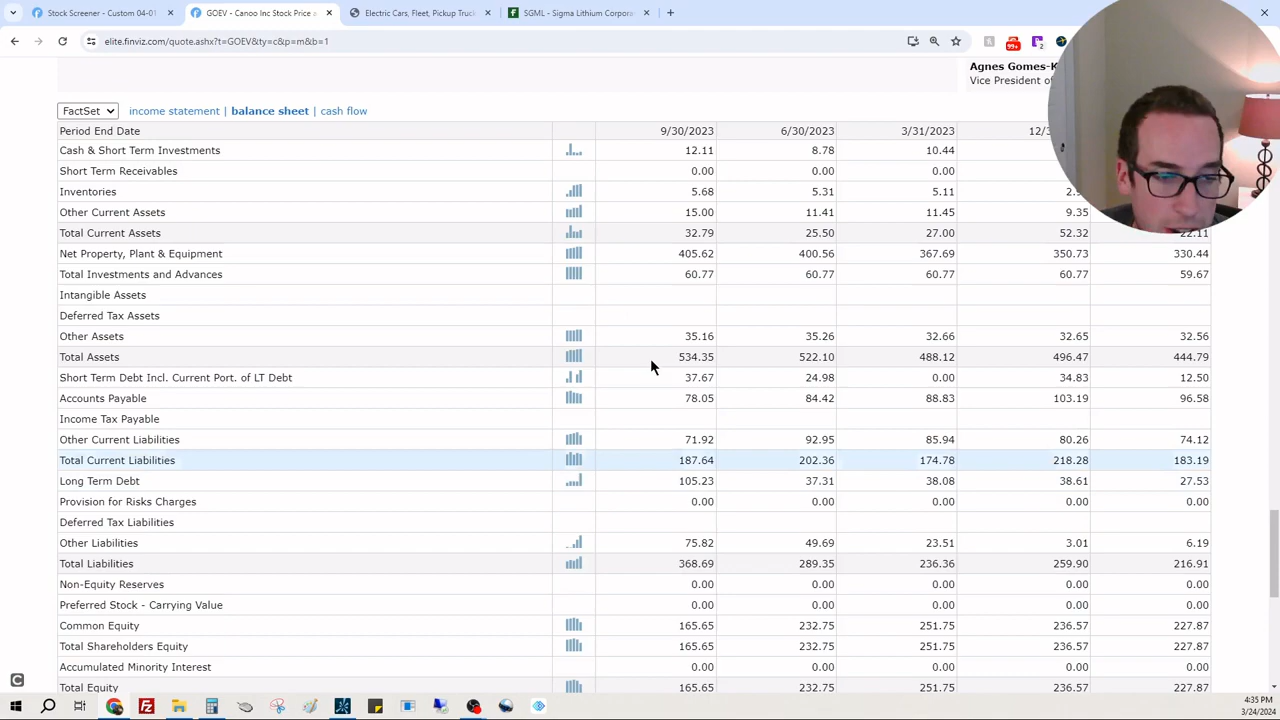 Stock Screener - Custom 04-01
GOEV - Canoo Inc Stock Price a
Electric Cars, Fleet, Pickup Truck
SGML - Sigma Lithium Corpora
elite.finviz.com/quote.ashx?t=GOEV&ty=c&p=m&b=1
99+
2
Agnes Gomes-K
Vice President of
FactSet income statement | balance sheet | cash flow
Period End Date 9/30/2023 6/30/2023 3/31/2023
Cash & Short Term Investments 12.11 8.78 10.44
Short Term Receivables 0.00 0.00 0.00
Inventories 5.68 5.31 5.11
Other Current Assets 15.00 11.41 11.45 9.35
Total Current Assets 32.79 25.50 27.00 52.32 22.11
Net Property, Plant & Equipment 405.62 400.56 367.69 350.73 330.44
Total Investments and Advances 60.77 60.77 60.77 60.77 59.67
Intangible Assets
Deferred Tax Assets
Other Assets 35.16 35.26 32.66 32.65 32.56
Total Assets 534.35 522.10 488.12 496.47 444.79
Short Term Debt Incl. Current Port. of LT Debt 37.67 24.98 0.00 34.83 12.50
Accounts Payable 78.05 84.42 88.83 103.19 96.58
Income Tax Payable
Other Current Liabilities 71.92 92.95 85.94 80.26 74.12
Total Current Liabilities 187.64 202.36 174.78 218.28 183.19
Long Term Debt 105.23 37.31 38.08 38.61 27.53
Provision for Risks Charges 0.00 0.00 0.00 0.00 0.00
Deferred Tax Liabilities
Other Liabilities 75.82 49.69 23.51 3.01 6.19
Total Liabilities 368.69 289.35 236.36 259.90 216.91
Non-Equity Reserves 0.00 0.00 0.00 0.00 0.00
Preferred Stock - Carrying Value 0.00 0.00 0.00 0.00 0.00
Common Equity 165.65 232.75 251.75 236.57 227.87
Total Shareholders Equity 165.65 232.75 251.75 236.57 227.87
Accumulated Minority Interest 0.00 0.00 0.00 0.00 0.00
Total Equity 165.65 232.75 251.75 236.57 227.87
4:35 PM
3/24/2024